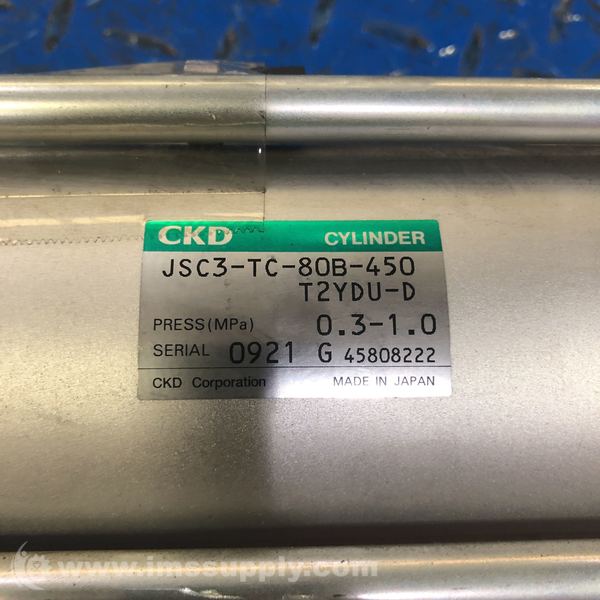 CKD CYLINDER
JSC3-TC-80B-450
T2YDU-D
PRESS(MPa) 0.3-1.0
SERIAL 0921 G 45808222
CKD Corporation MADE IN JAPAN
www.imssupply.com